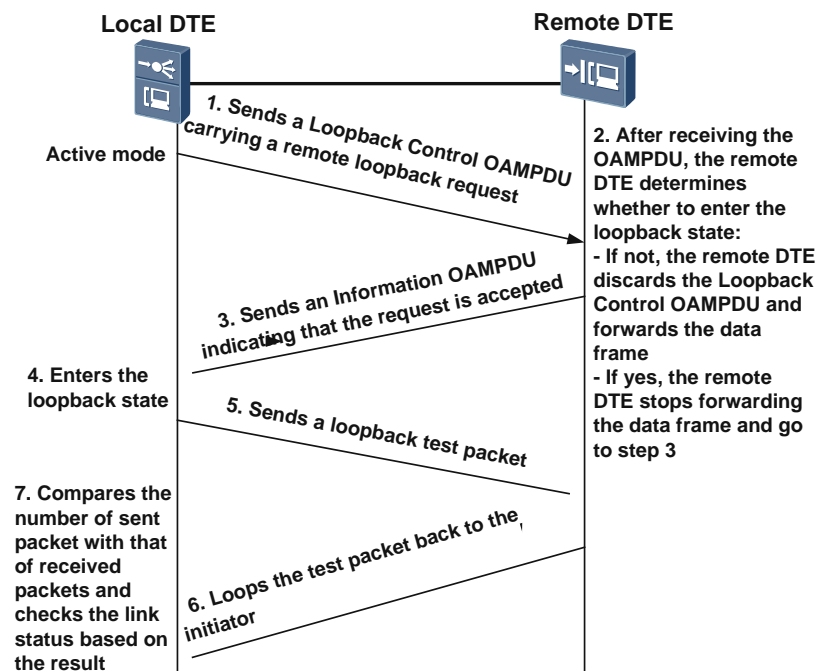 Local DTE
Remote DTE
1. Sends a Loopback Control OAMPDU
carrying a remote loopback request
Active mode
2. After receiving the
OAMPDU, the remote
DTE determines
whether to enter the
loopback state:
- If not, the remote DTE
discards the Loopback
Control OAMPDU and
forwards the data
frame
- If yes, the remote
DTE stops forwarding
the data frame and go
to step 3
3. Sends an Information OAMPDU
indicating that the request is accepted
4. Enters the
loopback state
5. Sends a loopback test packet
6. Loops the test packet back to the
initiator
7. Compares the
number of sent
packet with that
of received
packets and
checks the link
status based on
the result